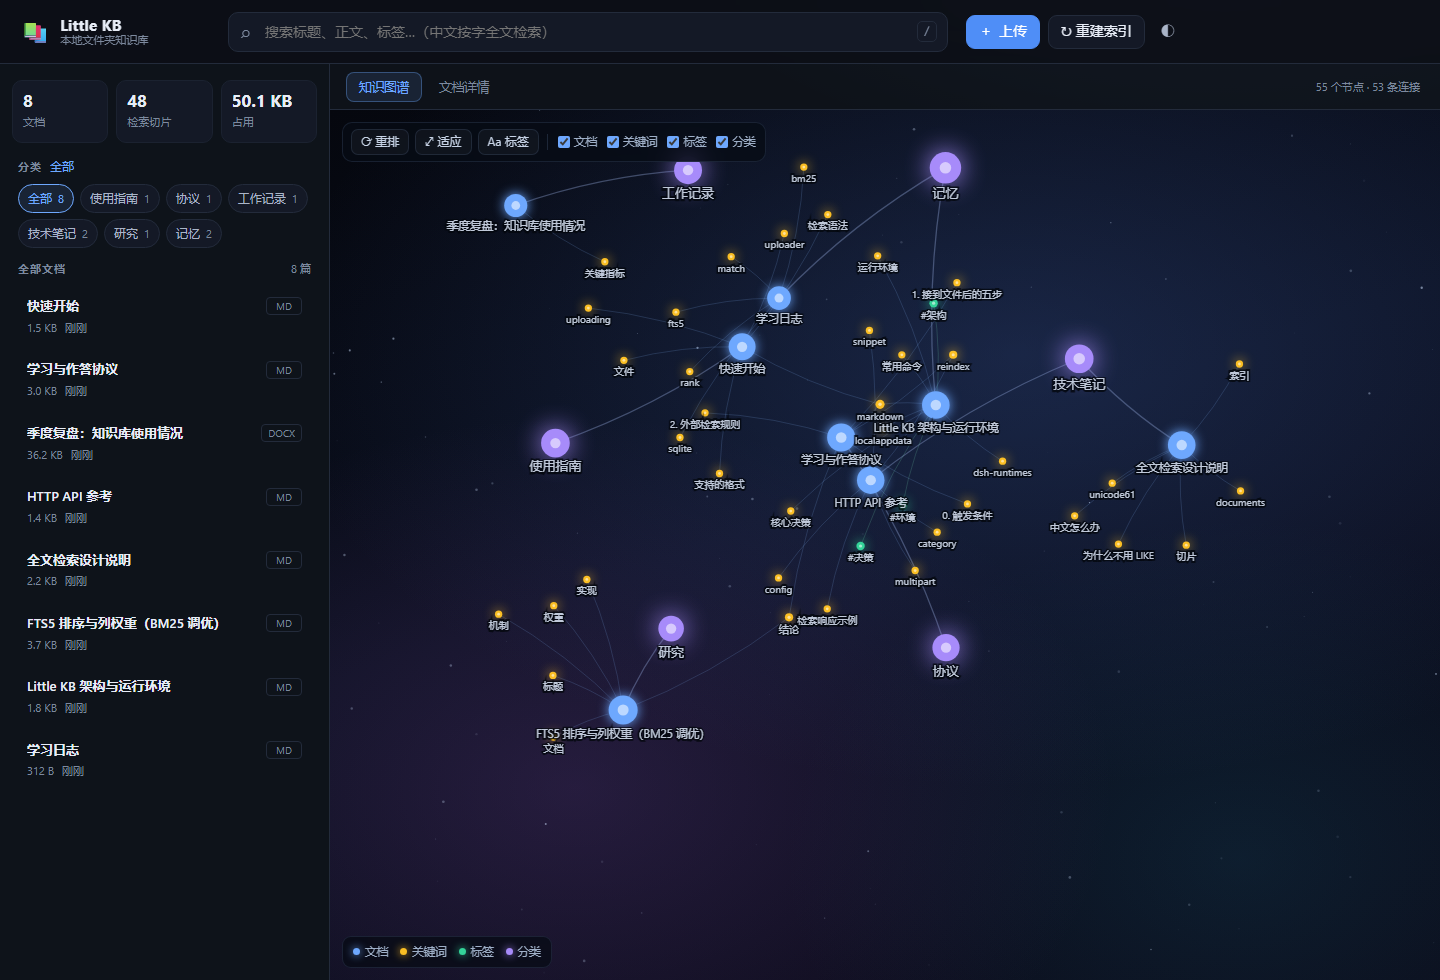 Little KB
本地文件夹知识库
搜索标题、正文、标签...（中文按字全文检索）
/
+ 上传
↻ 重建索引
8
文档
48
检索切片
50.1 KB
占用
分类 全部
全部 8
使用指南 1
协议 1
工作记录 1
技术笔记 2
研究 1
记忆 2
全部文档
8 篇
快速开始
MD
1.5 KB 刚刚
学习与作答协议
MD
3.0 KB 刚刚
季度复盘：知识库使用情况
DOCX
36.2 KB 刚刚
HTTP API 参考
MD
1.4 KB 刚刚
全文检索设计说明
MD
2.2 KB 刚刚
FTS5 排序与列权重（BM25 调优）
MD
3.7 KB 刚刚
Little KB 架构与运行环境
MD
1.8 KB 刚刚
学习日志
MD
312 B 刚刚
知识图谱
文档详情
55 个节点 · 53 条连接
⟳ 重排
⤢ 适应
Aa 标签
文档
关键词
标签
分类
工作记录
bm25
记忆
季度复盘：知识库使用情况
检索语法
uploader
关键指标
match
运行环境
1. 接到文件后的五步
#架构
学习日志
uploading
fts5
snippet
快速开始
常用命令
reindex
文件
rank
技术笔记
索引
markdown
2. 外部检索规则
Little KB 架构与运行环境
localappdata
sqlite
学习与作答协议
使用指南
全文检索设计说明
dsh-runtimes
支持的格式
HTTP API 参考
unicode61
documents
核心决策
#环境
0. 触发条件
中文怎么办
category
#决策
为什么不用 LIKE
切片
multipart
实现
config
机制
权重
结论
检索响应示例
研究
协议
标题
FTS5 排序与列权重（BM25 调优）
文档
文档
关键词
标签
分类